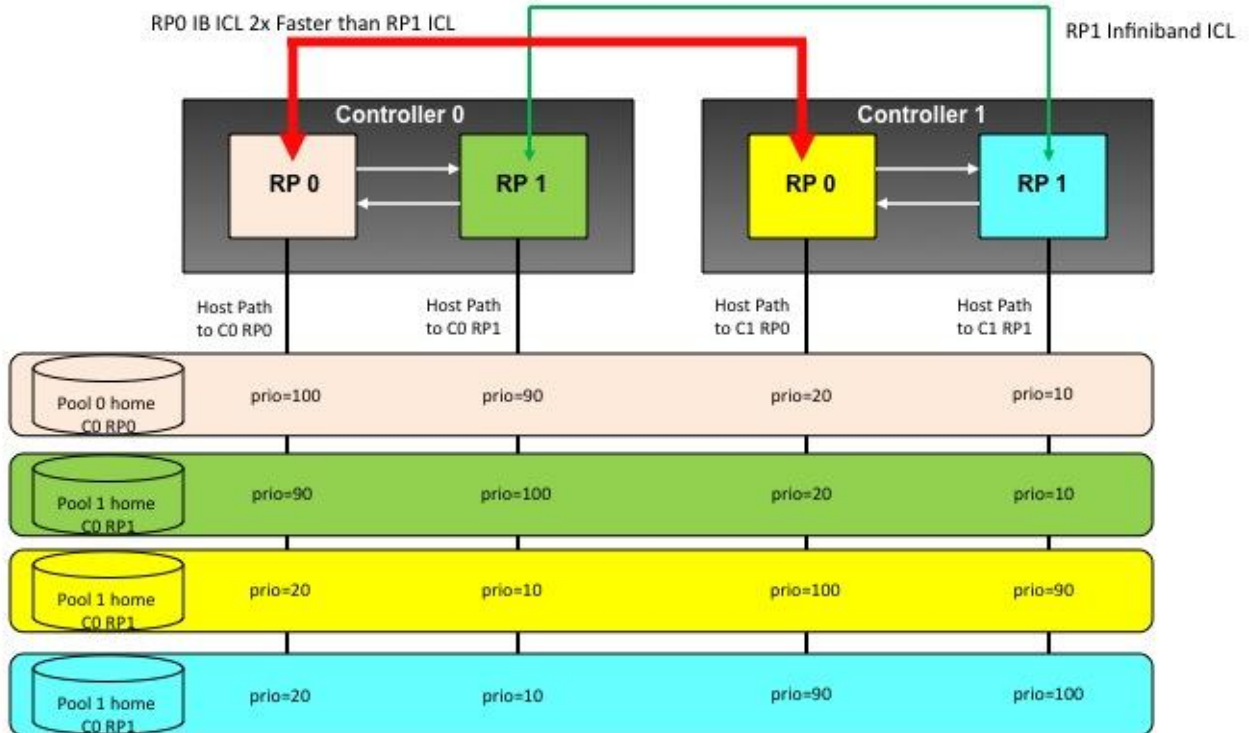 RP0 IB ICL 2x Faster than RP1 ICL
RP1 Infiniband ICL
Controller 0
Controller 1
RP 0
RP 1
RP 0
RP 1
Host Path
to C0 RP0
Host Path
to C0 RP1
Host Path
to C1 RP0
Host Path
to C1 RP1
Pool 0 home
C0 RP0
prio=100
prio=90
prio=20
prio=10
Pool 1 home
C0 RP1
prio=90
prio=100
prio=20
prio=10
Pool 1 home
C0 RP1
prio=20
prio=10
prio=100
prio=90
Pool 1 home
C0 RP1
prio=20
prio=10
prio=90
prio=100